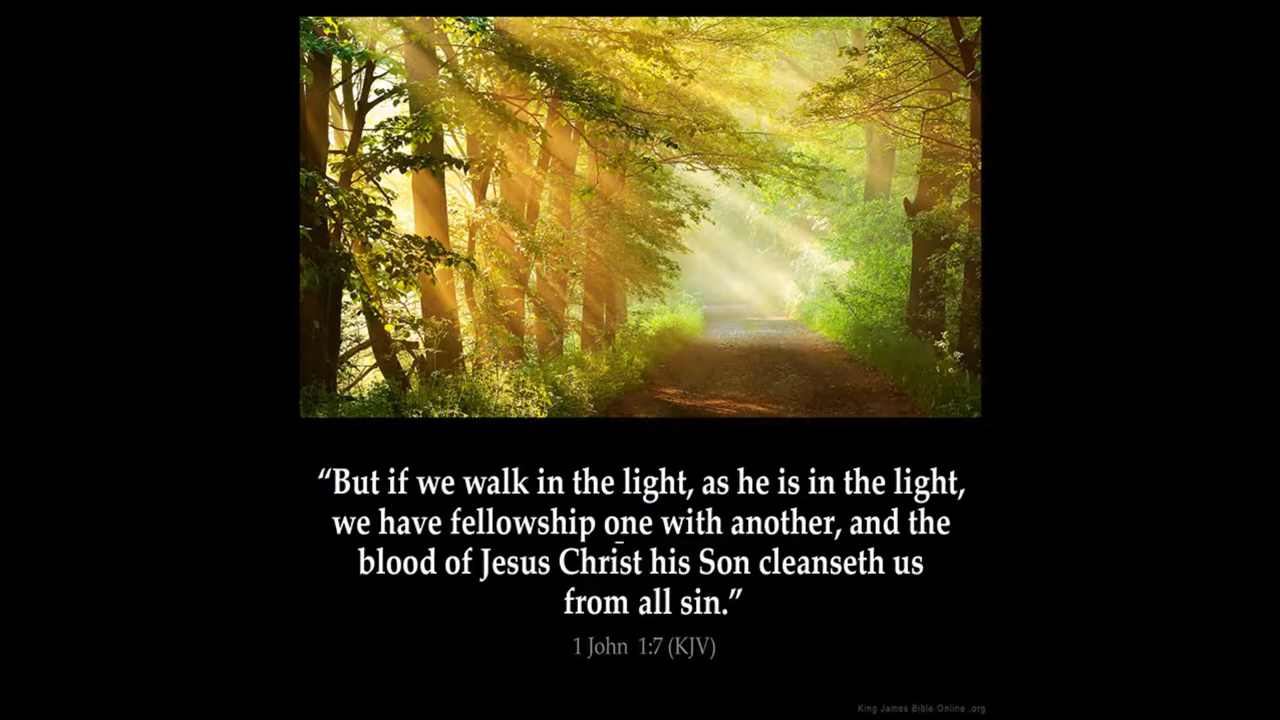 “But if we walk in the light, as he is in the light,
we have fellowship one with another, and the
blood of Jesus Christ his Son cleanseth us
from all sin.”
1 John 1:7 (KJV)
King James Bible Online .org